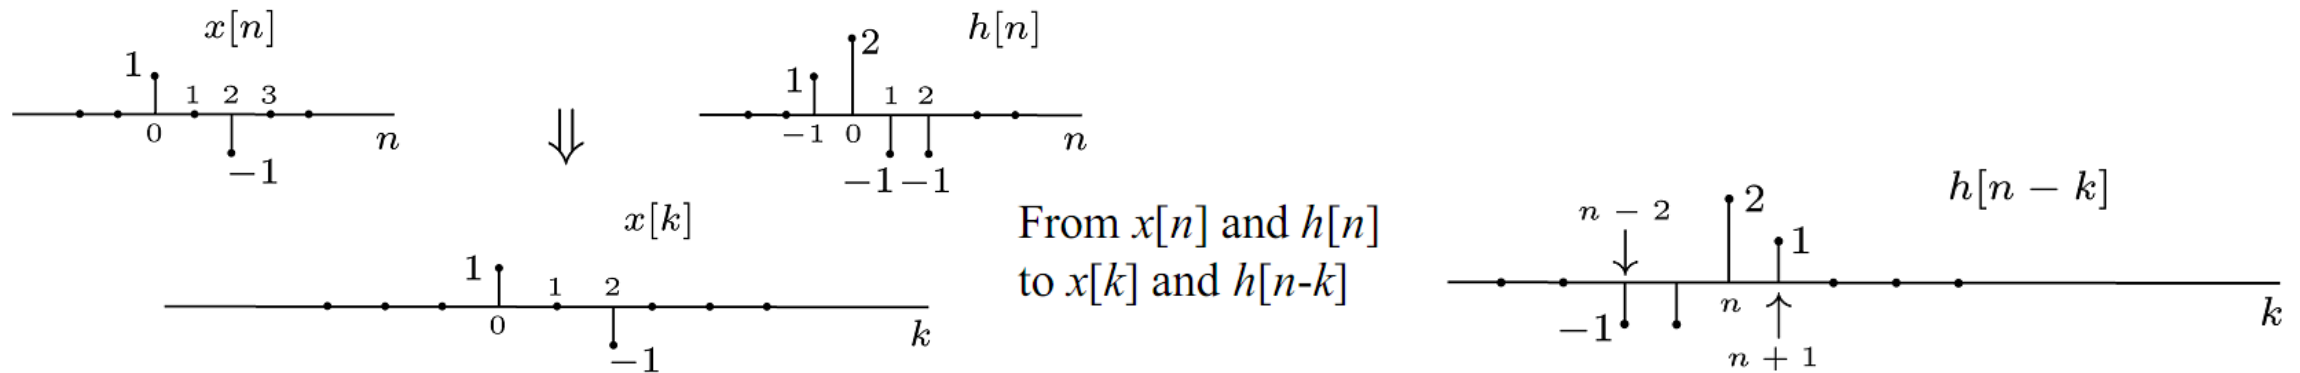 x[n]
1
1 2 3
0
n
−1
h[n]
2
1
1 2
−1 0
n
−1 −1
⇓
x[k]
1
1 2
0
k
−1
From x[n] and h[n]
to x[k] and h[n-k]
h[n − k]
n − 2
2
1
n
−1
k
n + 1